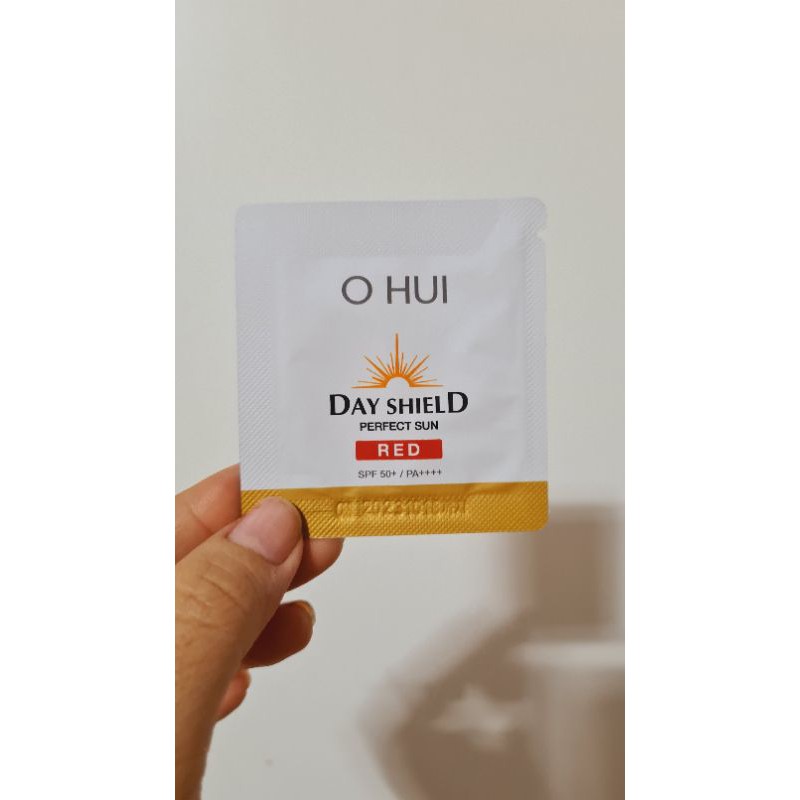 O HUI
DAY SHIELD
PERFECT SUN
RED
SPF 50+ / PA++++